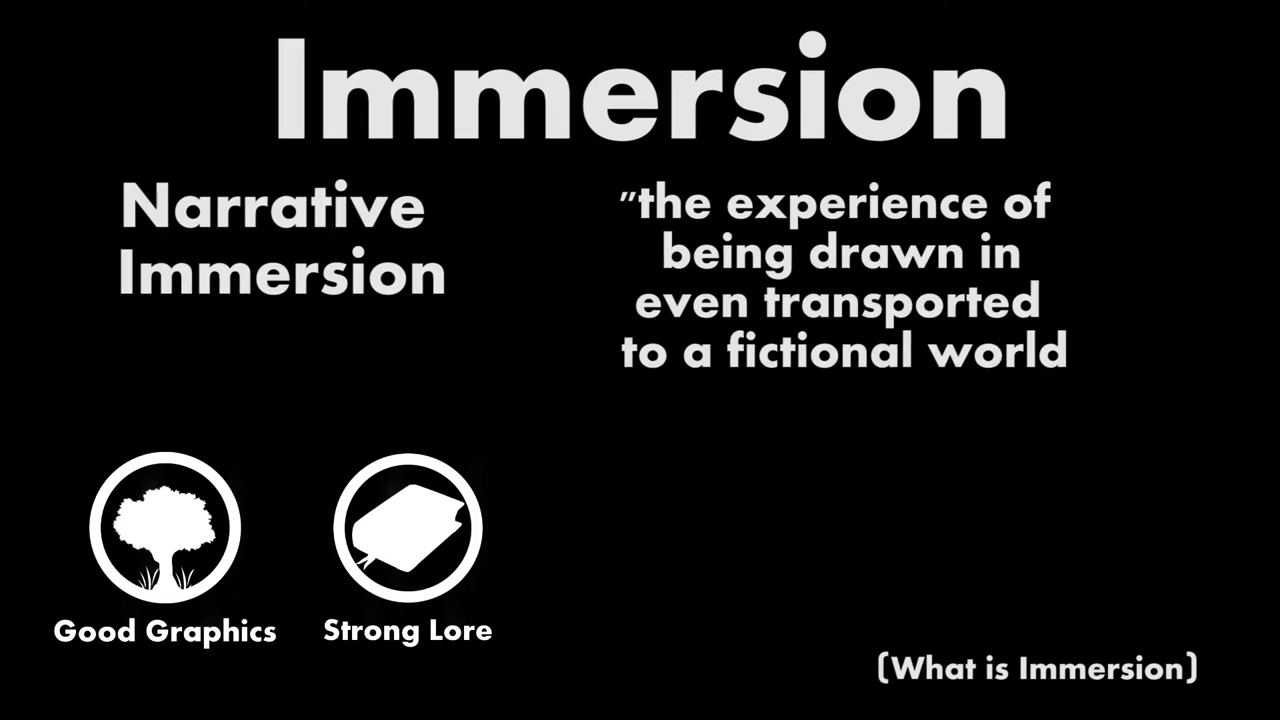 Immersion
Narrative
Immersion
"the experience of
being drawn in
even transported
to a fictional world
Good Graphics
Strong Lore
(What is Immersion)